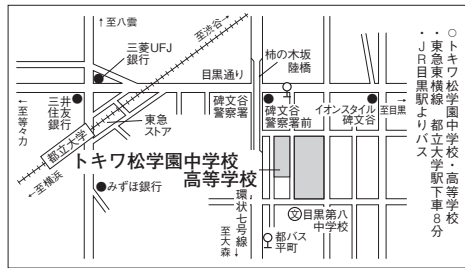 ○トキワ松学園中学校・高等学校
・東急東横線 都立大学駅下車8分
・JR目黒駅よりバス
↑至八雲
至渋谷→
三菱UFJ
銀行
目黒通り
柿の木坂
陸橋
←至等々力
三井
住友
銀行
東急
ストア
碑文谷
警察署
碑文谷
警察署前
イオンスタイル
碑文谷
至目黒→
都立大学
トキワ松学園中学校
高等学校
←至横浜
みずほ銀行
環状七号線
至大森→
文 目黒第八
中学校
都バス
平町